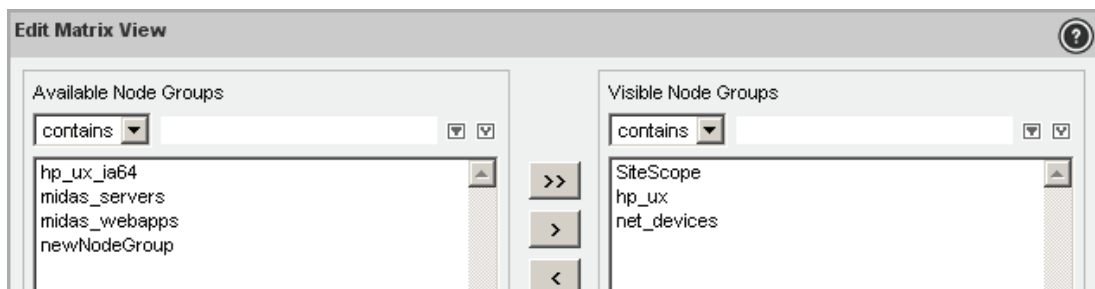 Edit Matrix View
?
Available Node Groups
contains
hp_ux_ia64
midas_servers
midas_webapps
newNodeGroup
>>
>
<
Visible Node Groups
contains
SiteScope
hp_ux
net_devices